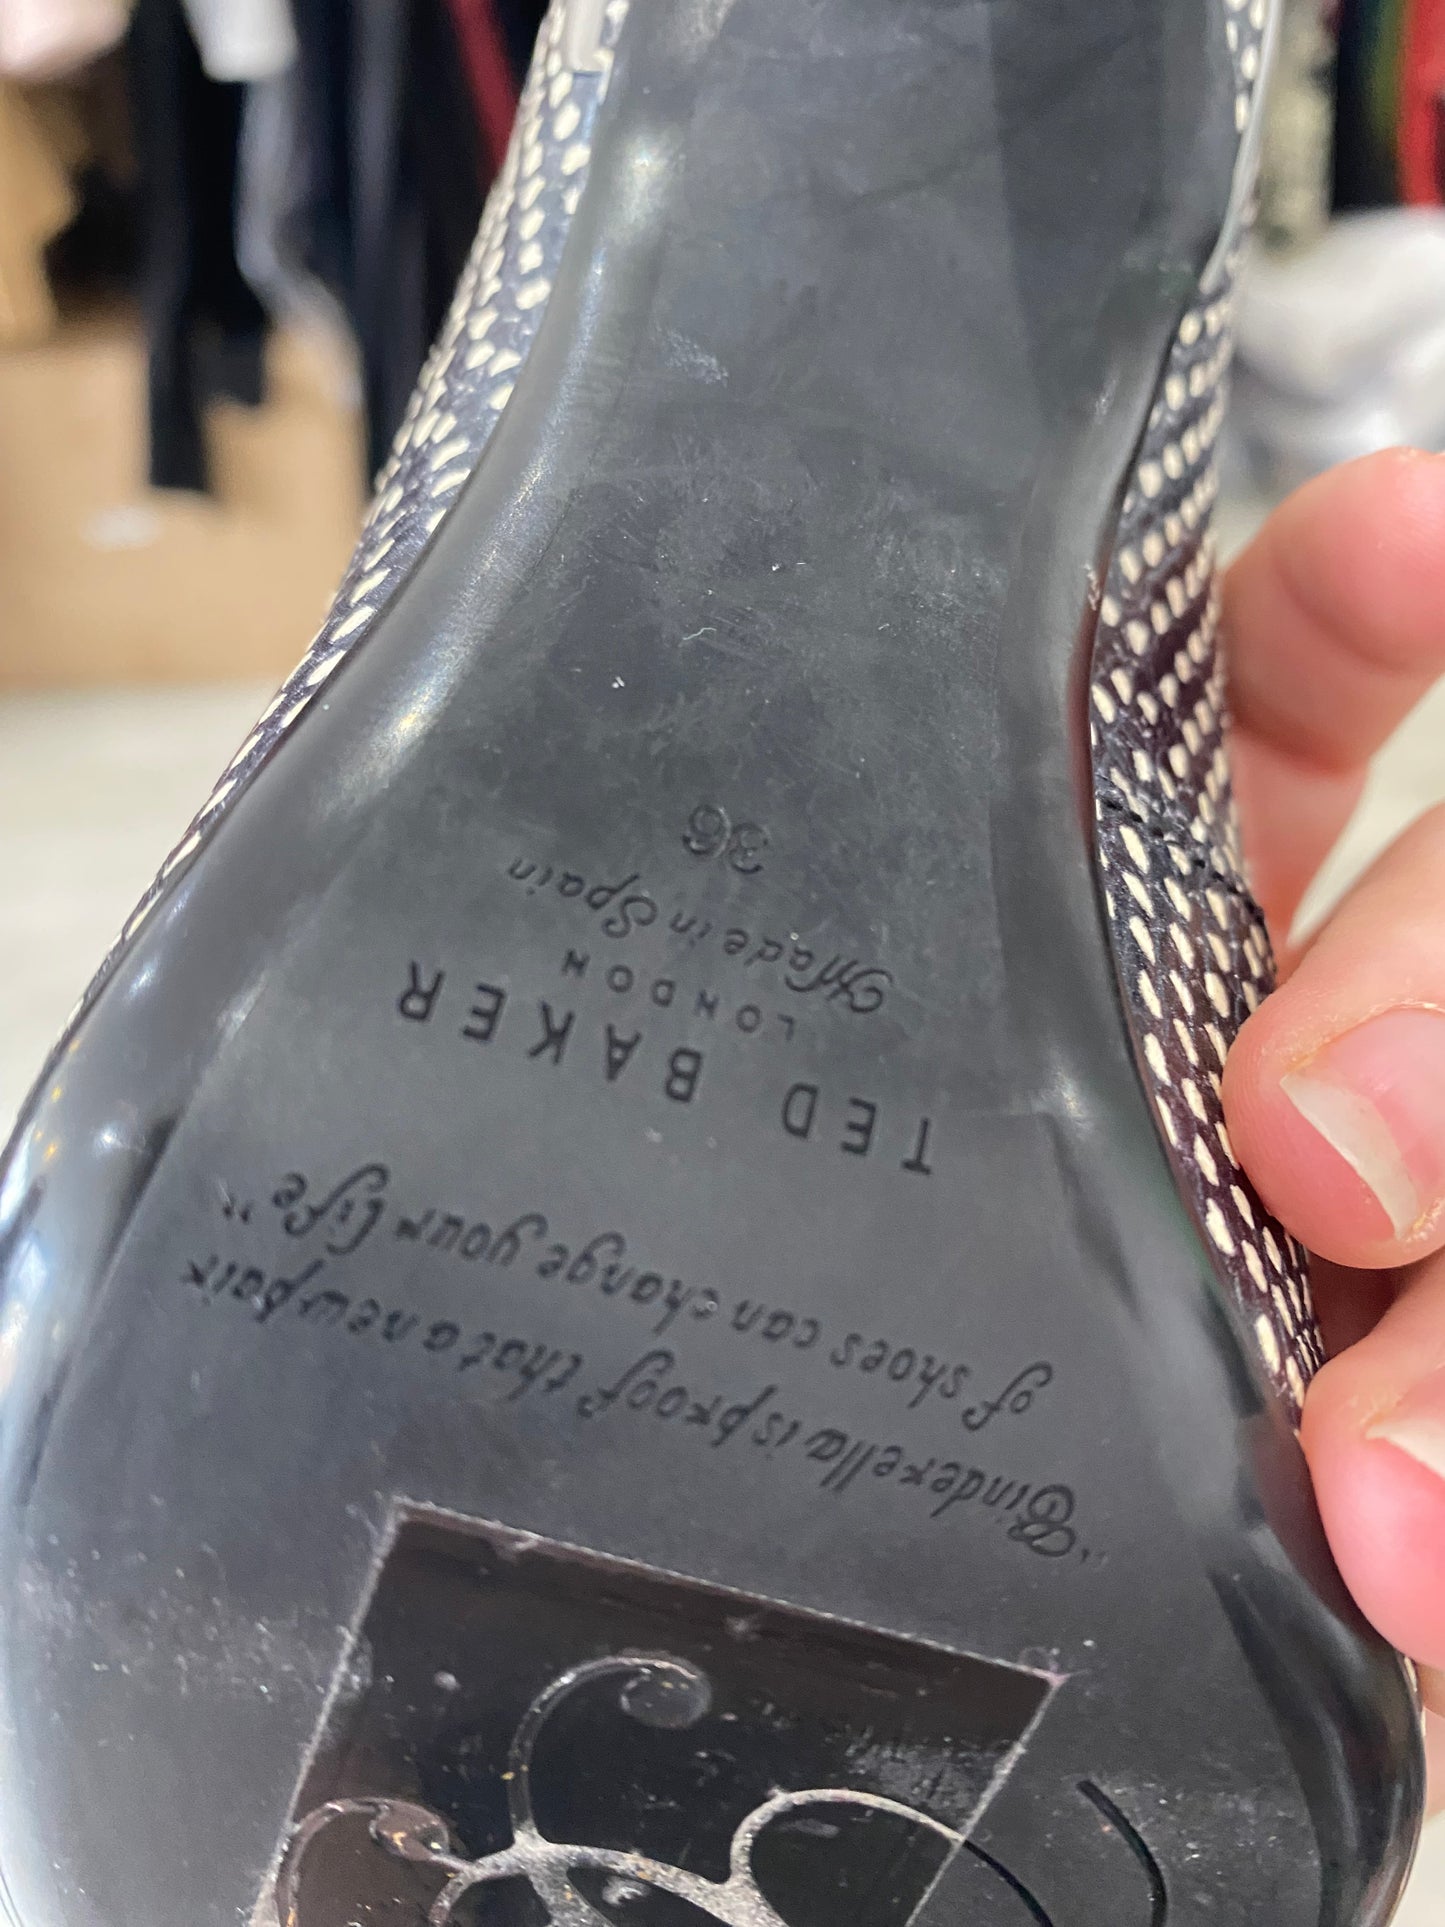 "Cinderella is proof that a new pair
of shoes can change your life"
TED BAKER
LONDON
Made in Spain
36